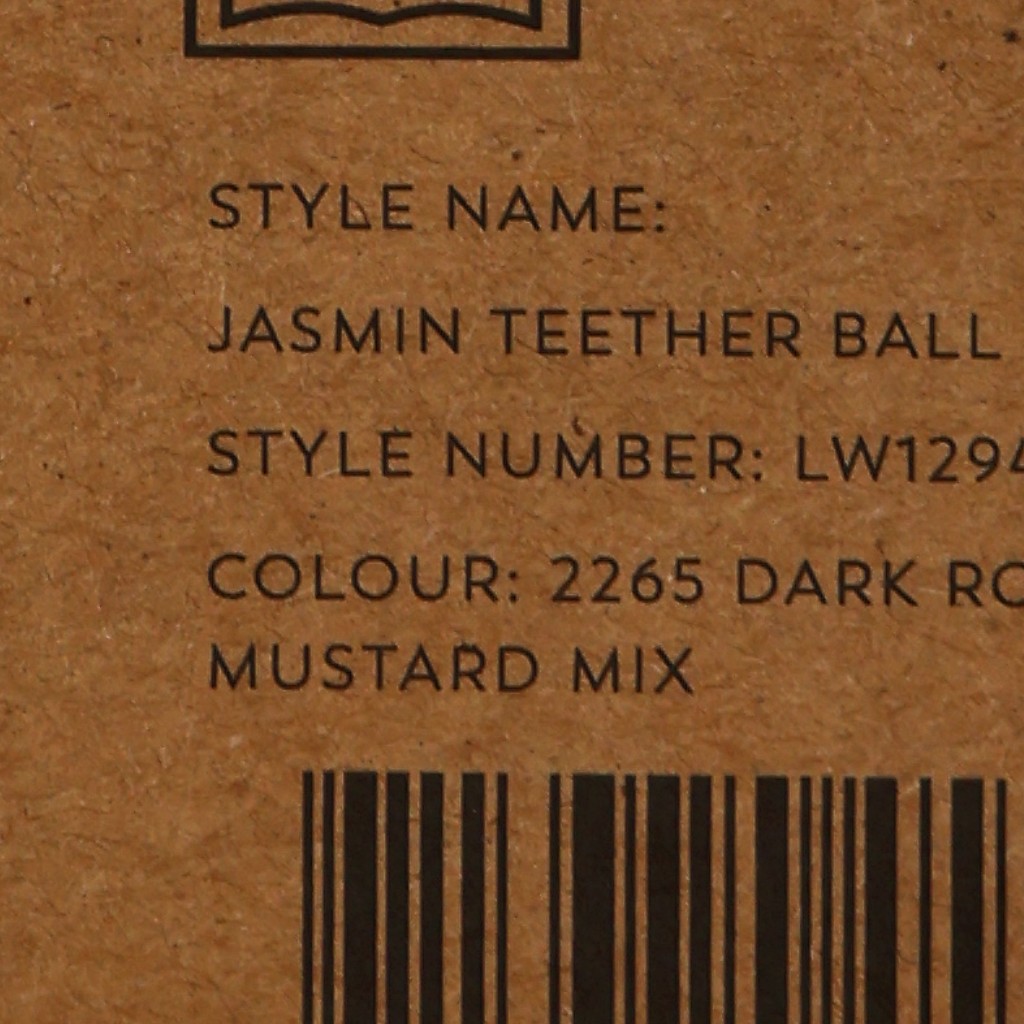 STYLE NAME:
JASMIN TEETHER BALL
STYLE NUMBER: LW1294
COLOUR: 2265 DARK
MUSTARD MIX